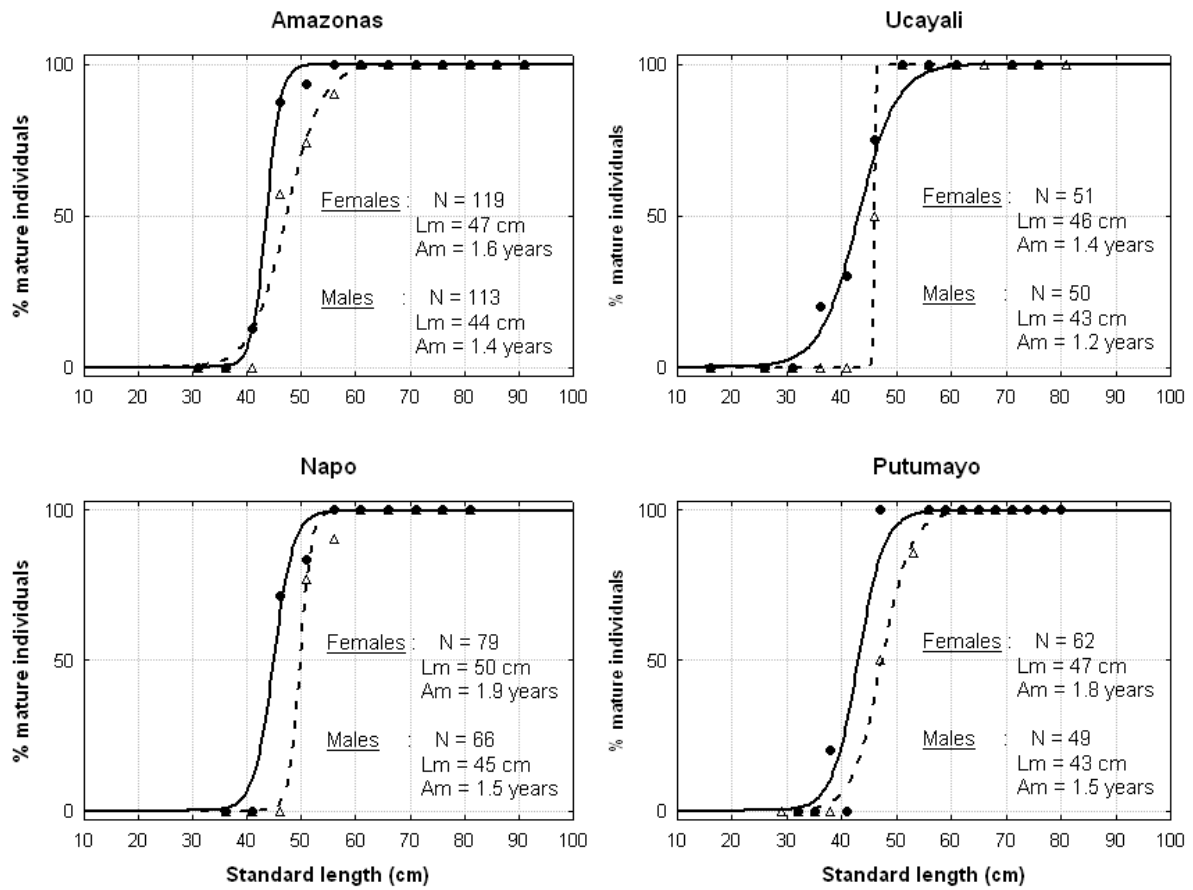 Amazonas
% mature individuals
100
50
0
Females : N = 119
Lm = 47 cm
Am = 1.6 years
Males : N = 113
Lm = 44 cm
Am = 1.4 years
10 20 30 40 50 60 70 80 90 100
Ucayali
% mature individuals
100
50
0
Females : N = 51
Lm = 46 cm
Am = 1.4 years
Males : N = 50
Lm = 43 cm
Am = 1.2 years
10 20 30 40 50 60 70 80 90 100
Napo
% mature individuals
100
50
0
Females : N = 79
Lm = 50 cm
Am = 1.9 years
Males : N = 66
Lm = 45 cm
Am = 1.5 years
10 20 30 40 50 60 70 80 90 100
Standard length (cm)
Putumayo
% mature individuals
100
50
0
Females : N = 62
Lm = 47 cm
Am = 1.8 years
Males : N = 49
Lm = 43 cm
Am = 1.5 years
10 20 30 40 50 60 70 80 90 100
Standard length (cm)